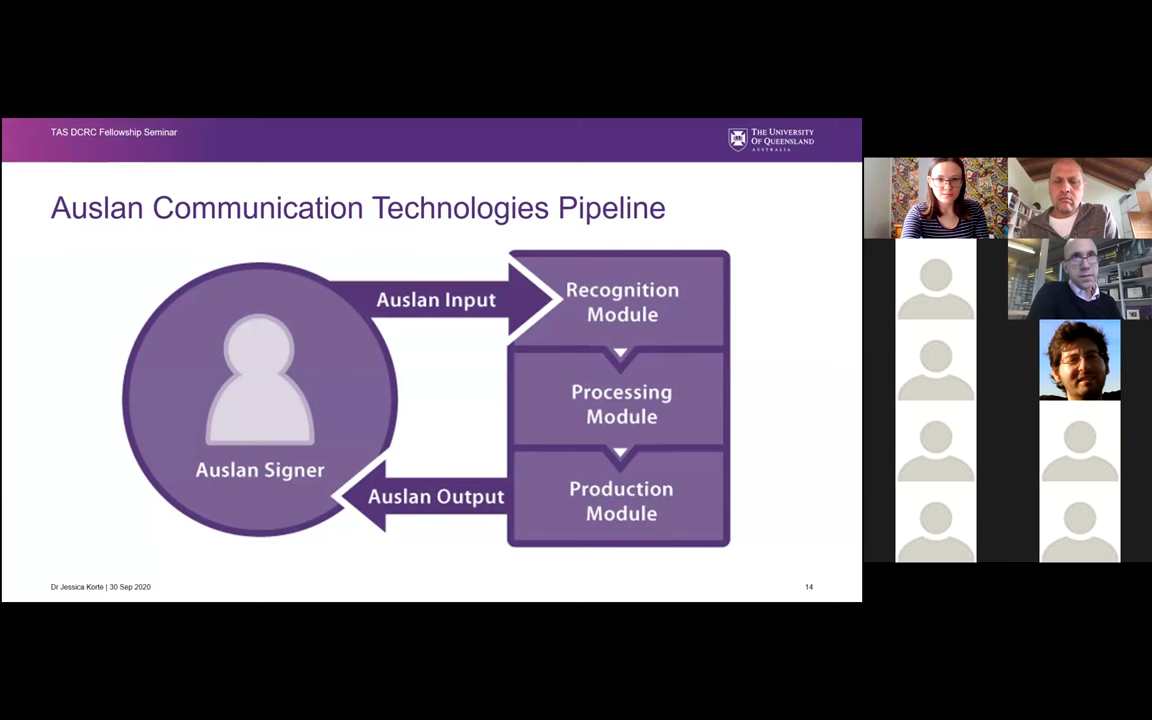 TAS DCRC Fellowship Seminar
THE UNIVERSITY
OF QUEENSLAND
AUSTRALIA
Auslan Communication Technologies Pipeline
Auslan Input
Recognition
Module
Processing
Module
Auslan Signer
Auslan Output
Production
Module
Dr Jessica Korte | 30 Sep 2020
14